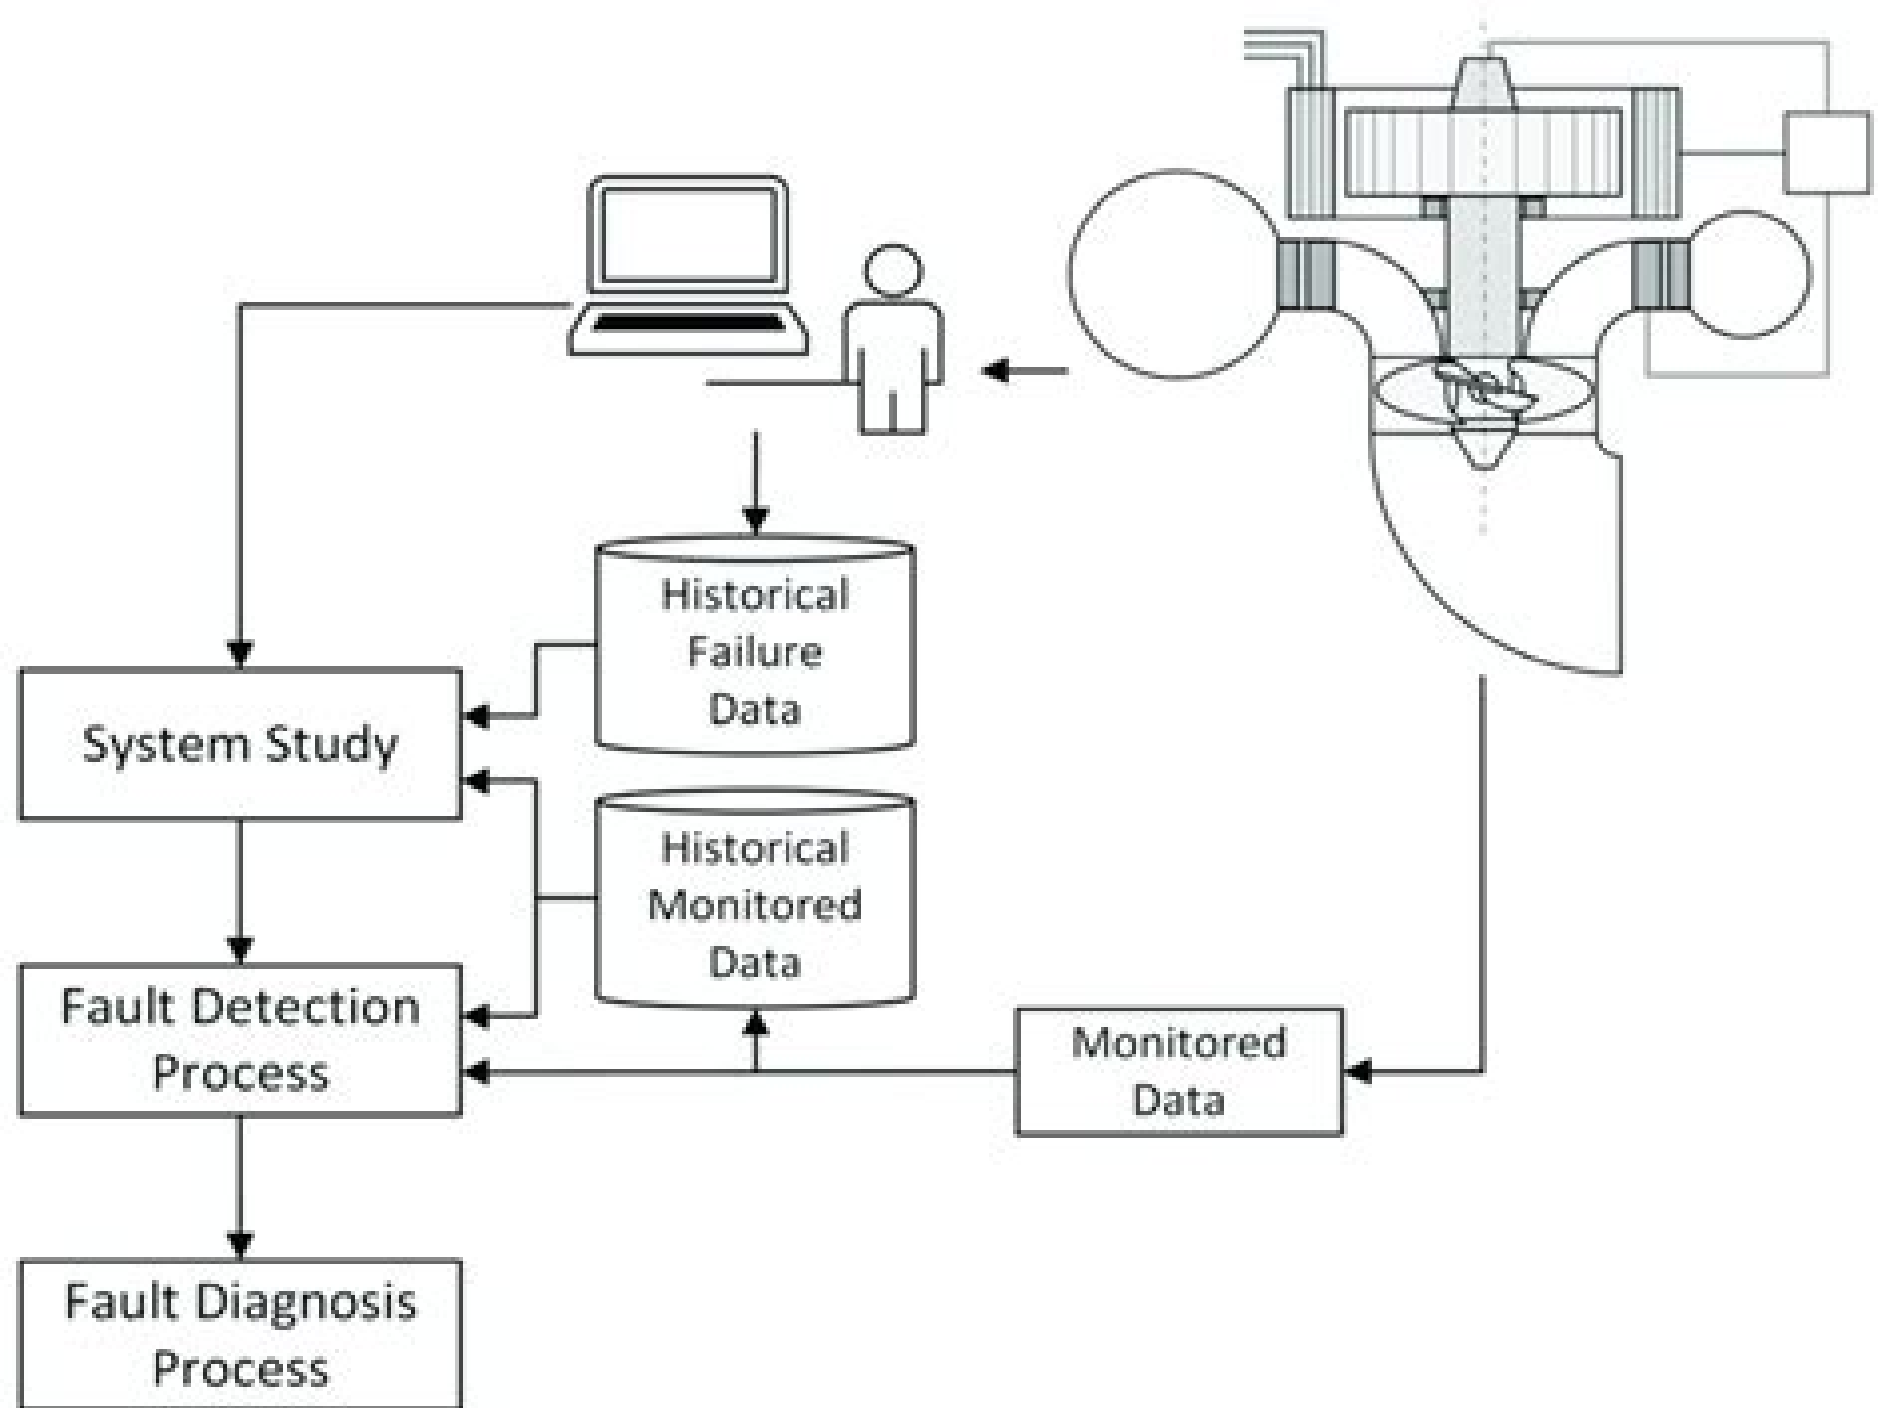 Historical
Failure
Data
System Study
Historical
Monitored
Data
Fault Detection
Process
Monitored
Data
Fault Diagnosis
Process